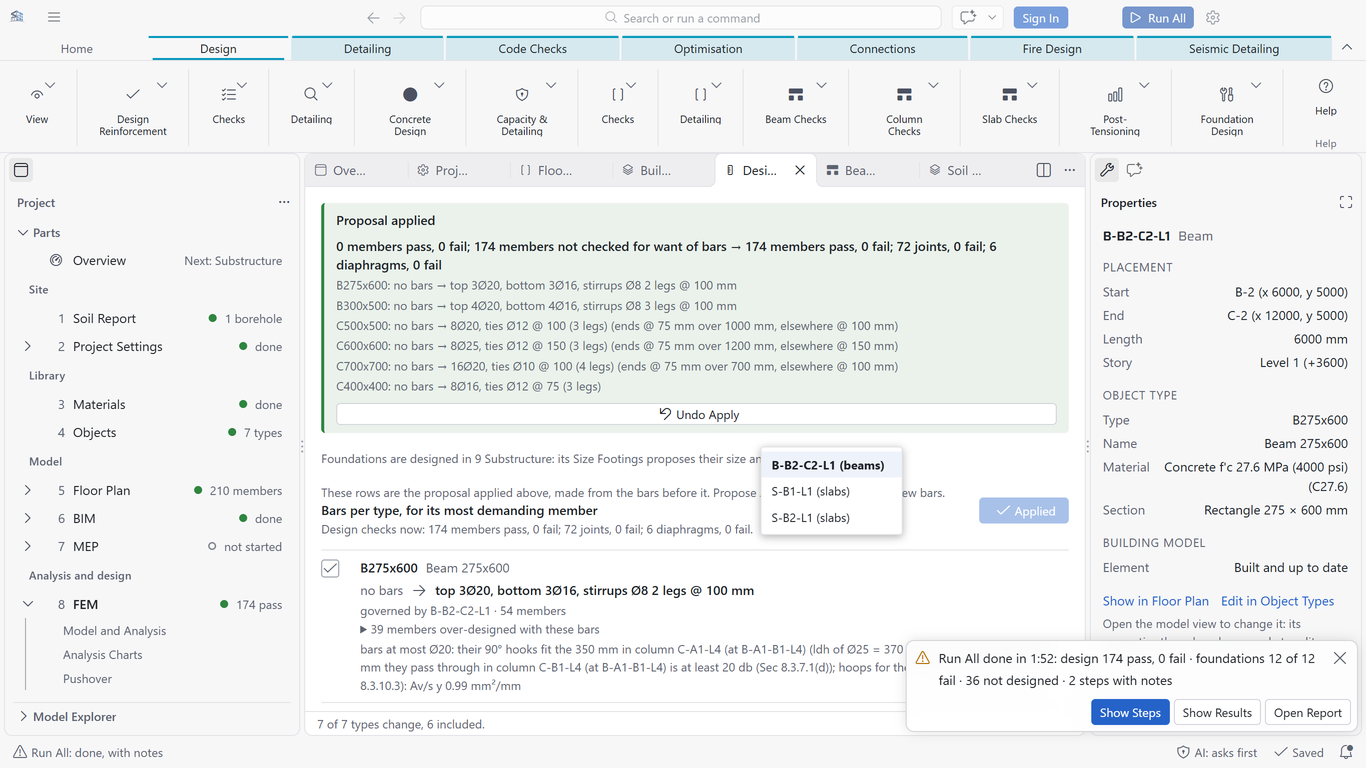 Search or run a command
Sign In
Run All
Home
Design
Detailing
Code Checks
Optimisation
Connections
Fire Design
Seismic Detailing
View
Design Reinforcement
Checks
Detailing
Concrete Design
Capacity & Detailing
Checks
Detailing
Beam Checks
Column Checks
Slab Checks
Post-Tensioning
Foundation Design
Help
Help
Project
Parts
Overview Next: Substructure
Site
1 Soil Report 1 borehole
2 Project Settings done
Library
3 Materials done
4 Objects 7 types
Model
5 Floor Plan 210 members
6 BIM done
7 MEP not started
Analysis and design
8 FEM 174 pass
Model and Analysis
Analysis Charts
Pushover
Model Explorer
Ove...
Proj...
Floo...
Buil...
Desi...
Bea...
Soil ...
Proposal applied
0 members pass, 0 fail; 174 members not checked for want of bars → 174 members pass, 0 fail; 72 joints, 0 fail; 6
diaphragms, 0 fail
B275x600: no bars → top 3Ø20, bottom 3Ø16, stirrups Ø8 2 legs @ 100 mm
B300x500: no bars → top 4Ø20, bottom 4Ø16, stirrups Ø8 3 legs @ 100 mm
C500x500: no bars → 8Ø20, ties Ø12 @ 100 (3 legs) (ends @ 75 mm over 1000 mm, elsewhere @ 100 mm)
C600x600: no bars → 8Ø25, ties Ø12 @ 150 (3 legs) (ends @ 75 mm over 1200 mm, elsewhere @ 150 mm)
C700x700: no bars → 16Ø20, ties Ø10 @ 100 (4 legs) (ends @ 75 mm over 700 mm, elsewhere @ 100 mm)
C400x400: no bars → 8Ø16, ties Ø12 @ 75 (3 legs)
Undo Apply
Foundations are designed in 9 Substructure: its Size Footings proposes their size
These rows are the proposal applied above, made from the bars before it. Propose
bars.
Bars per type, for its most demanding member
Design checks now: 174 members pass, 0 fail; 72 joints, 0 fail; 6 diaphragms, 0 fail.
Applied
B-B2-C2-L1 (beams)
S-B1-L1 (slabs)
S-B2-L1 (slabs)
B275x600 Beam 275x600
no bars → top 3Ø20, bottom 3Ø16, stirrups Ø8 2 legs @ 100 mm
governed by B-B2-C2-L1 · 54 members
39 members over-designed with these bars
bars at most Ø20: their 90° hooks fit the 350 mm in column C-A1-L4 (at B-A1-B1-L4) (ldh of Ø25 = 370
mm they pass through in column C-B1-L4 (at B-A1-B1-L4) is at least 20 db (Sec 8.3.7.1(d)); hoops for the
8.3.10.3): Av/s y 0.99 mm²/mm
7 of 7 types change, 6 included.
Properties
B-B2-C2-L1 Beam
PLACEMENT
Start B-2 (x 6000, y 5000)
End C-2 (x 12000, y 5000)
Length 6000 mm
Story Level 1 (+3600)
OBJECT TYPE
Type B275x600
Name Beam 275x600
Material Concrete f'c 27.6 MPa (4000 psi)
(C27.6)
Section Rectangle 275 × 600 mm
BUILDING MODEL
Element Built and up to date
Show in Floor Plan Edit in Object Types
Open the model view to change it: its
Run All done in 1:52: design 174 pass, 0 fail · foundations 12 of 12
fail · 36 not designed · 2 steps with notes
Show Steps
Show Results
Open Report
Run All: done, with notes
AI: asks first
Saved